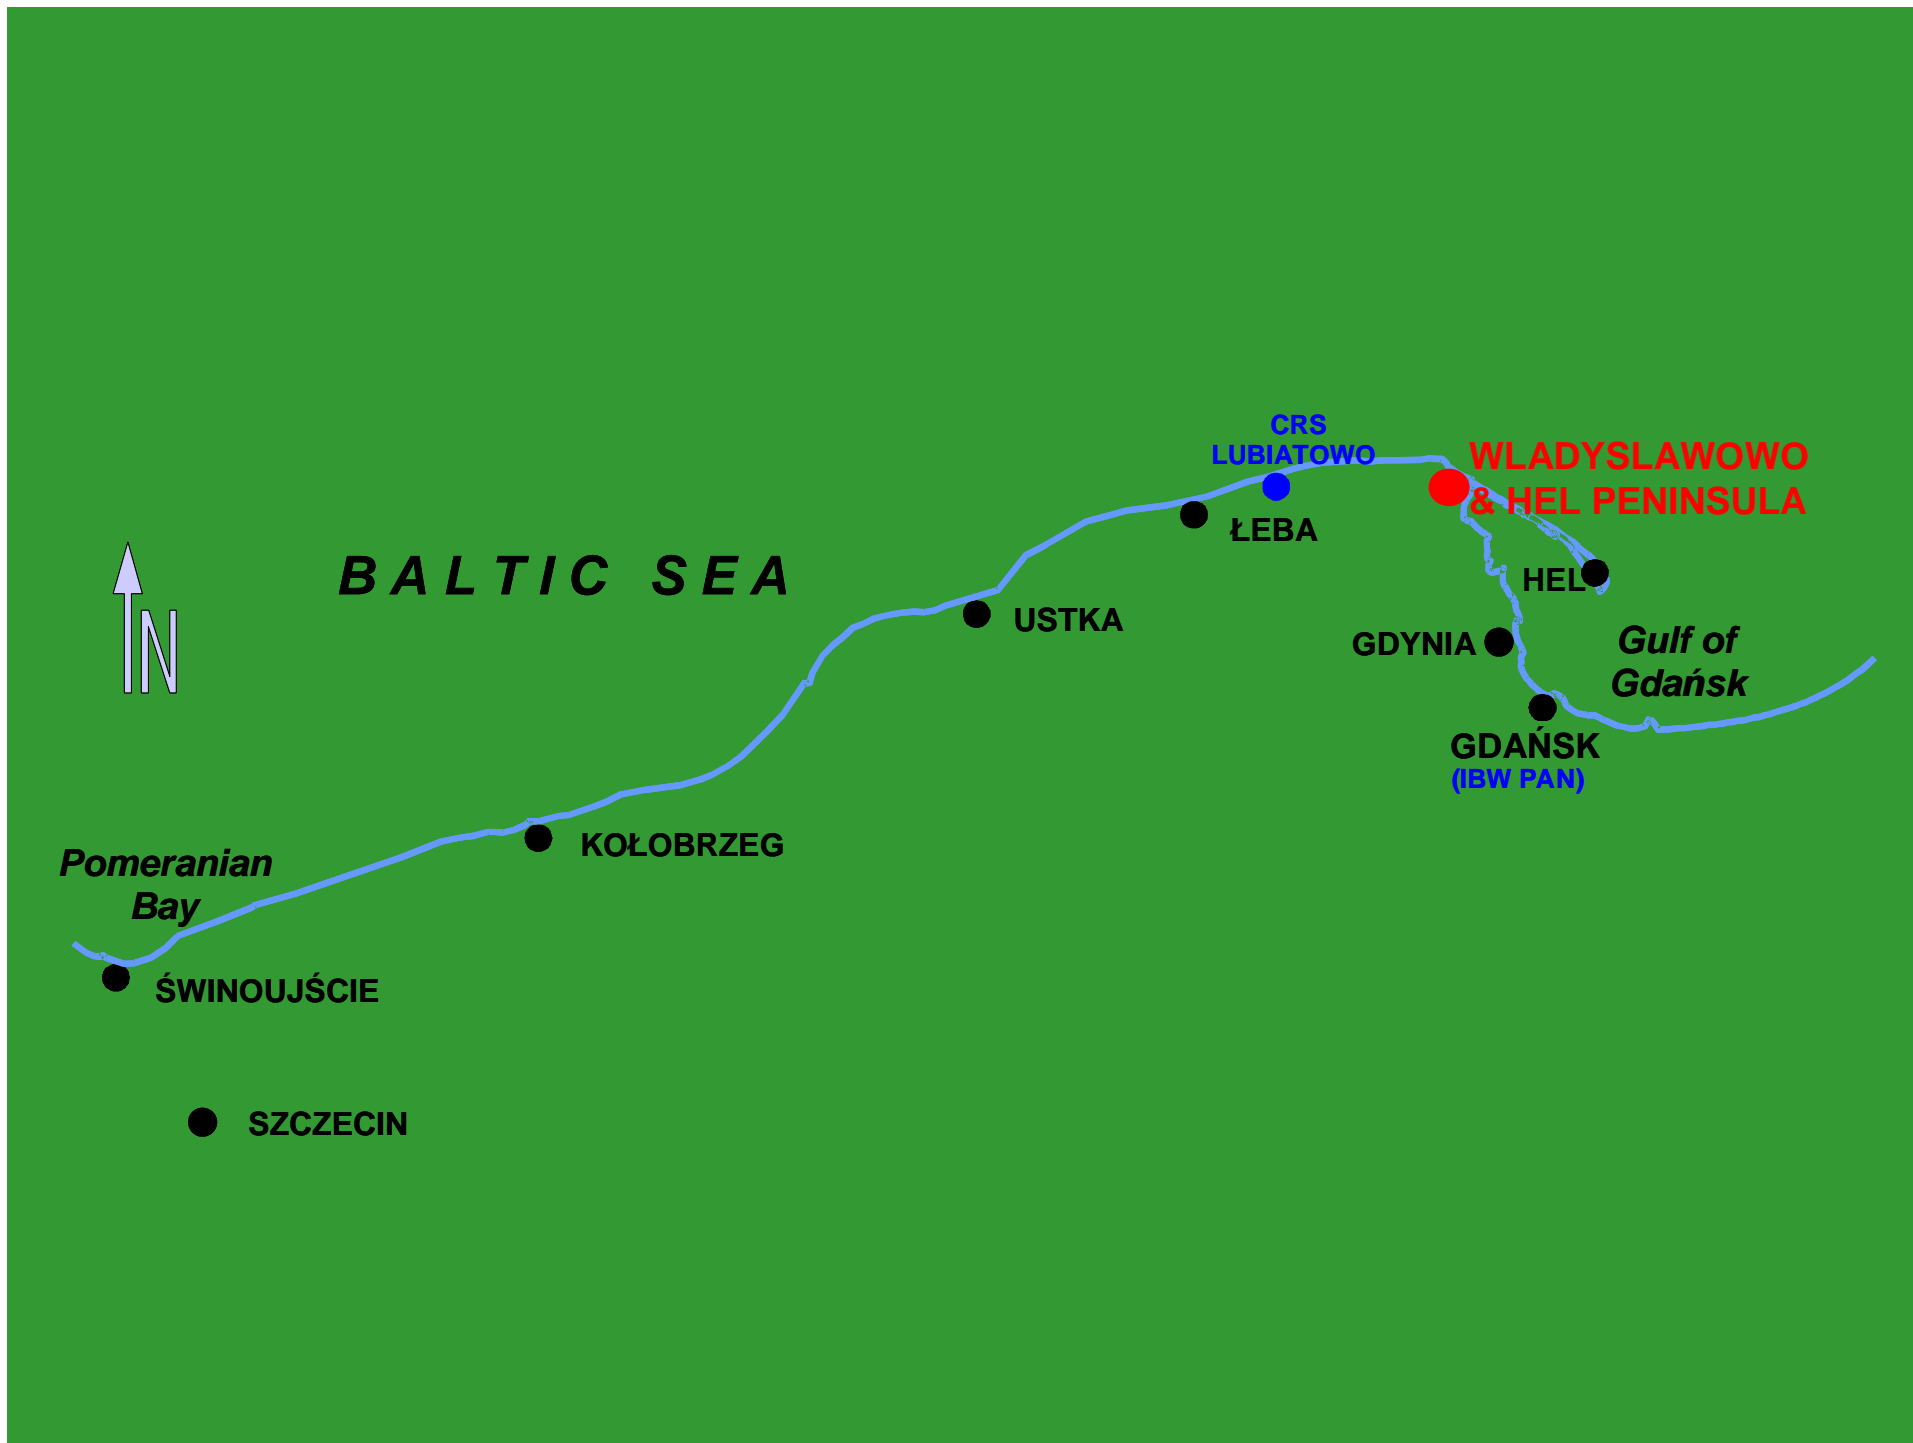 CRS
LUBIATOWO
WLADYSLAWOWO
& HEL PENINSULA
ŁEBA
BALTIC SEA
HEL
USTKA
N
GDYNIA
Gulf of
Gdańsk
GDAŃSK
(IBW PAN)
KOŁOBRZEG
Pomeranian
Bay
ŚWINOUJŚCIE
SZCZECIN